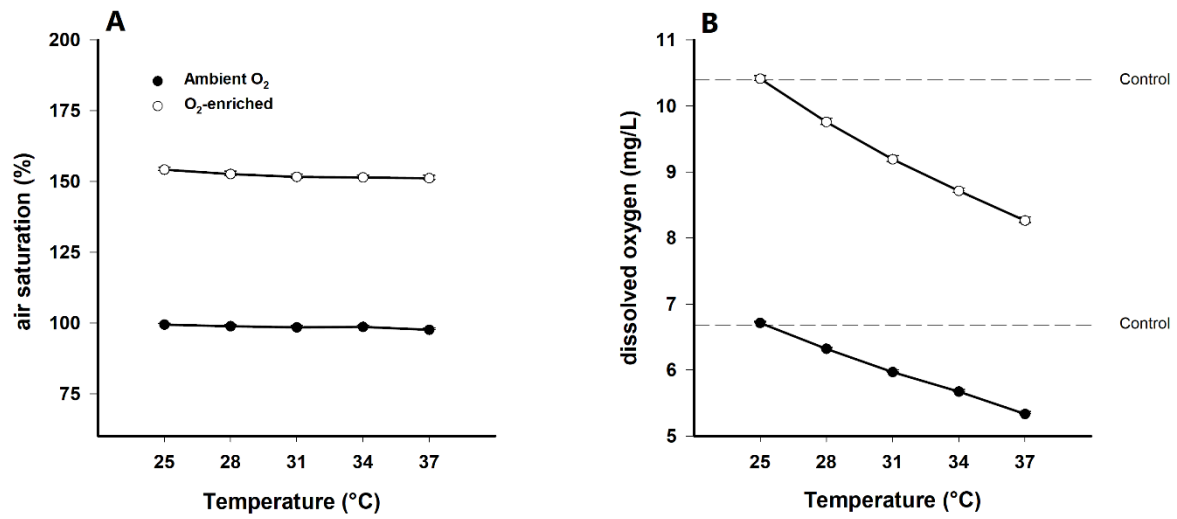 A
200
175
150
125
100
75
air saturation (%)
Ambient O₂
O₂-enriched
25 28 31 34 37
Temperature (°C)
B
11
10
9
8
7
6
5
dissolved oxygen (mg/L)
Control
Control
25 28 31 34 37
Temperature (°C)